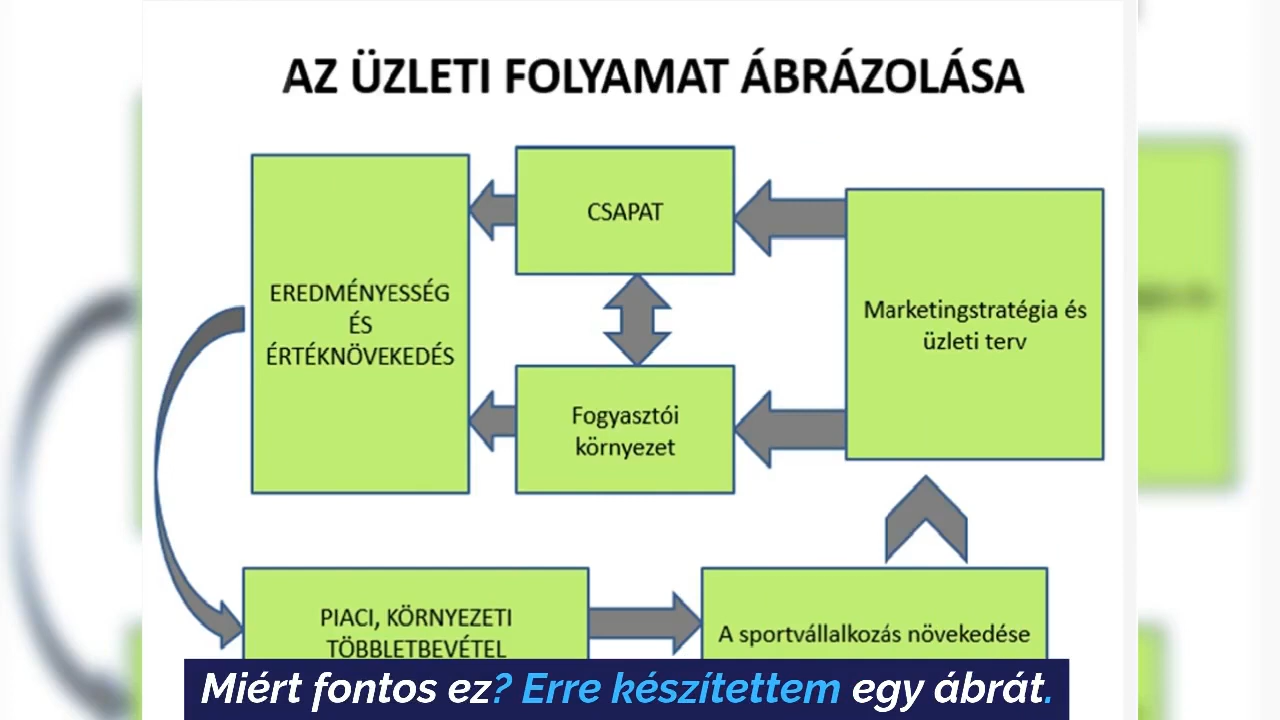 AZ ÜZLETI FOLYAMAT ÁBRÁZOLÁSA
EREDMÉNYESSÉG
ÉS
ÉRTÉKNÖVEKEDÉS
CSAPAT
Fogyasztói
környezet
Marketingstratégia és
üzleti terv
PIACI, KÖRNYEZETI
TÖBBLETBEVÉTEL
A sportvállalkozás növekedése
Miért fontos ez? Erre készítettem egy ábrát.